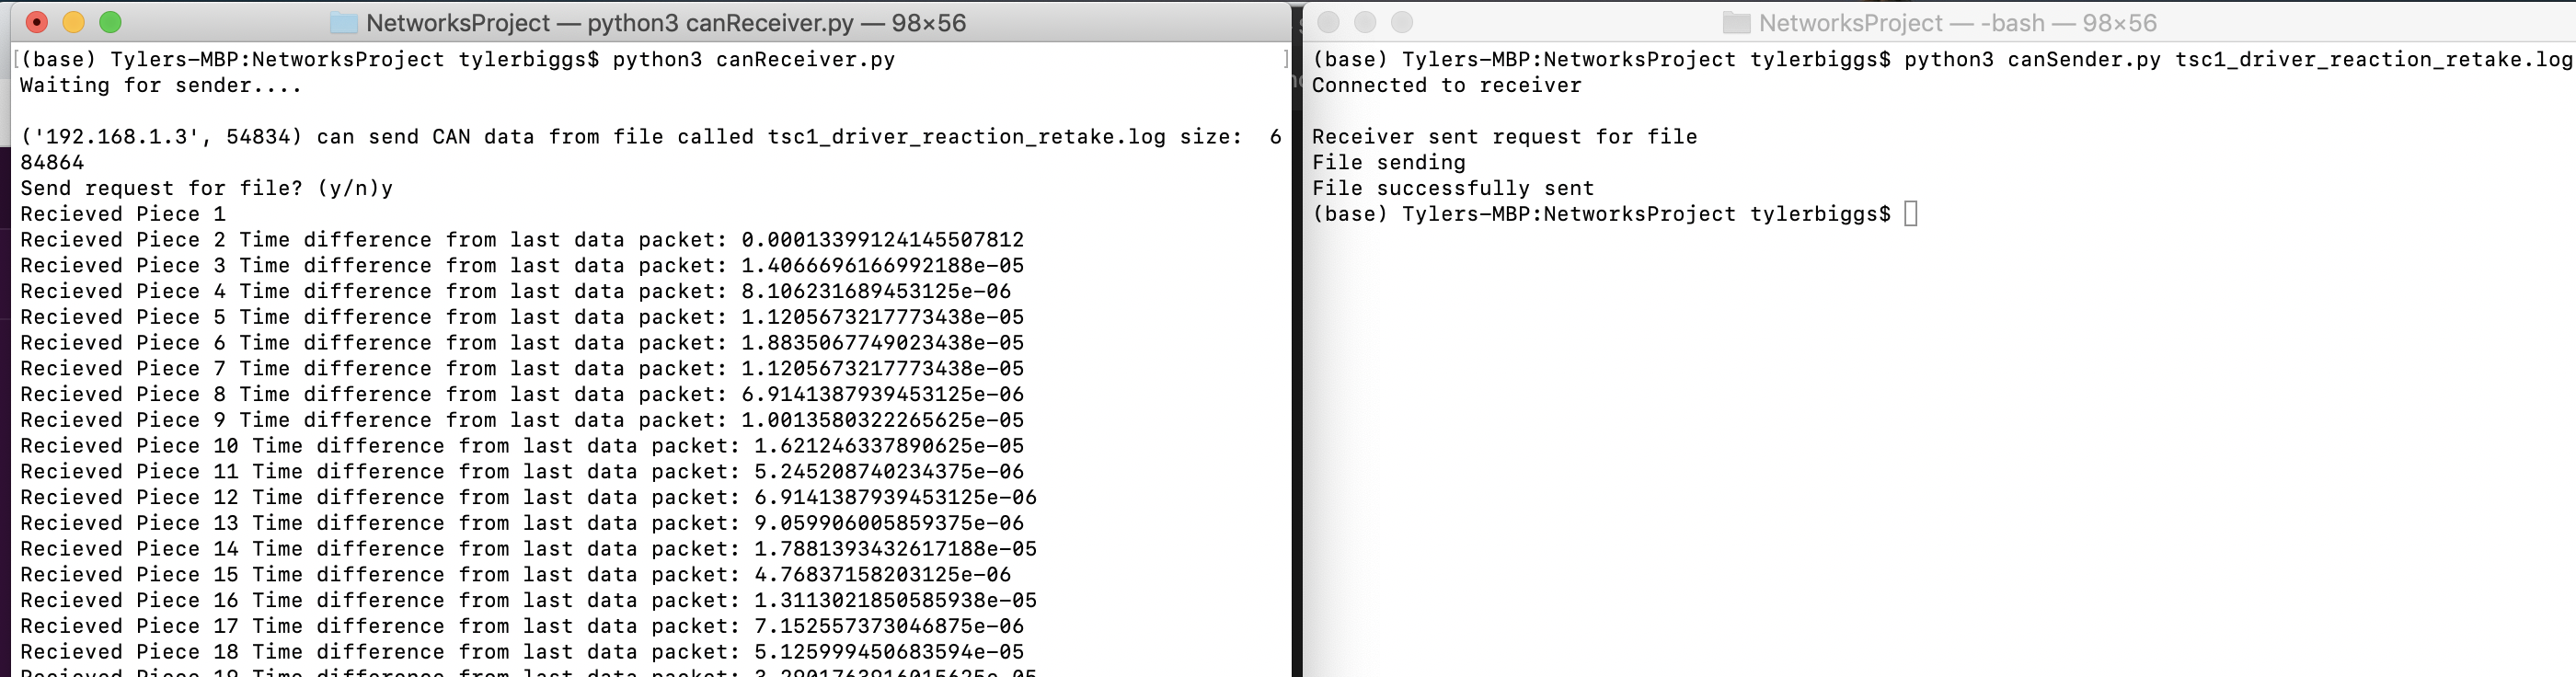 NetworksProject — python3 canReceiver.py — 98×56
(base) Tylers-MBP:NetworksProject tylerbiggs$ python3 canReceiver.py
Waiting for sender....
('192.168.1.3', 54834) can send CAN data from file called tsc1_driver_reaction_retake.log size:  6
84864
Send request for file? (y/n)y
Recieved Piece 1
Recieved Piece 2 Time difference from last data packet: 0.00013399124145507812
Recieved Piece 3 Time difference from last data packet: 1.4066696166992188e-05
Recieved Piece 4 Time difference from last data packet: 8.106231689453125e-06
Recieved Piece 5 Time difference from last data packet: 1.1205673217773438e-05
Recieved Piece 6 Time difference from last data packet: 1.8835067749023438e-05
Recieved Piece 7 Time difference from last data packet: 1.1205673217773438e-05
Recieved Piece 8 Time difference from last data packet: 6.9141387939453125e-06
Recieved Piece 9 Time difference from last data packet: 1.0013580322265625e-05
Recieved Piece 10 Time difference from last data packet: 1.621246337890625e-05
Recieved Piece 11 Time difference from last data packet: 5.245208740234375e-06
Recieved Piece 12 Time difference from last data packet: 6.9141387939453125e-06
Recieved Piece 13 Time difference from last data packet: 9.059906005859375e-06
Recieved Piece 14 Time difference from last data packet: 1.7881393432617188e-05
Recieved Piece 15 Time difference from last data packet: 4.76837158203125e-06
Recieved Piece 16 Time difference from last data packet: 1.3113021850585938e-05
Recieved Piece 17 Time difference from last data packet: 7.152557373046875e-06
Recieved Piece 18 Time difference from last data packet: 5.125999450683594e-05
Recieved Piece 19 Time difference from last data packet: 3.2901763916015625e-05
NetworksProject — -bash — 98×56
(base) Tylers-MBP:NetworksProject tylerbiggs$ python3 canSender.py tsc1_driver_reaction_retake.log
Connected to receiver
Receiver sent request for file
File sending
File successfully sent
(base) Tylers-MBP:NetworksProject tylerbiggs$